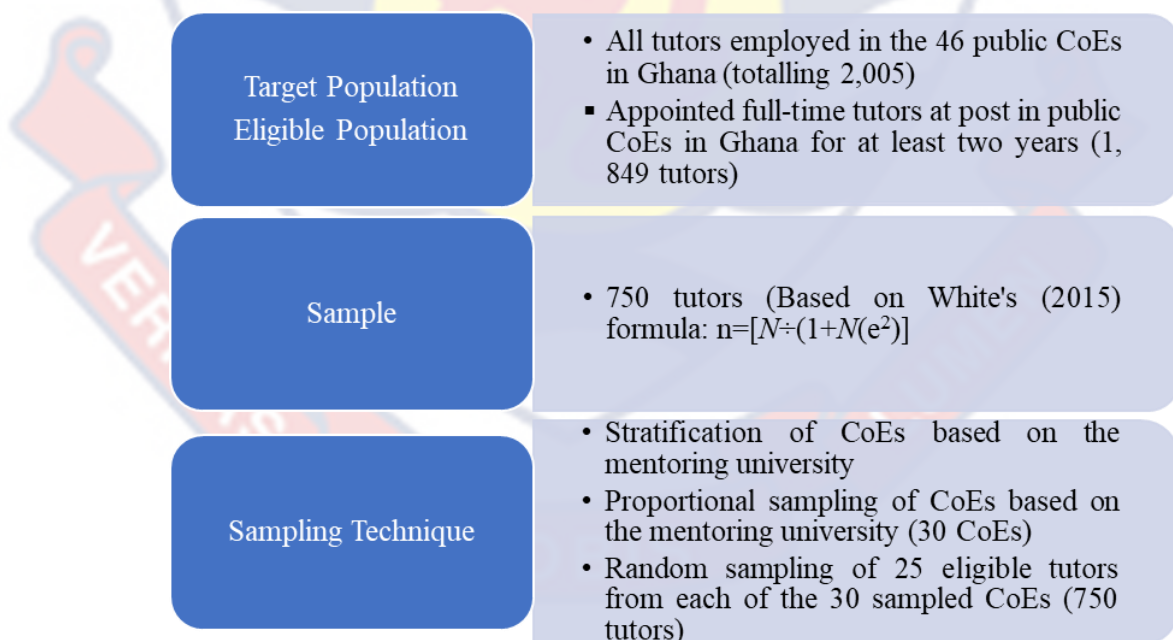 Target Population
Eligible Population
• All tutors employed in the 46 public CoEs
in Ghana (totalling 2,005)
▪ Appointed full-time tutors at post in public
CoEs in Ghana for at least two years (1,
849 tutors)
Sample
• 750 tutors (Based on White's (2015)
formula: n=[N÷(1+N(e²)]
Sampling Technique
• Stratification of CoEs based on the
mentoring university
• Proportional sampling of CoEs based on
the mentoring university (30 CoEs)
• Random sampling of 25 eligible tutors
from each of the 30 sampled CoEs (750
tutors)